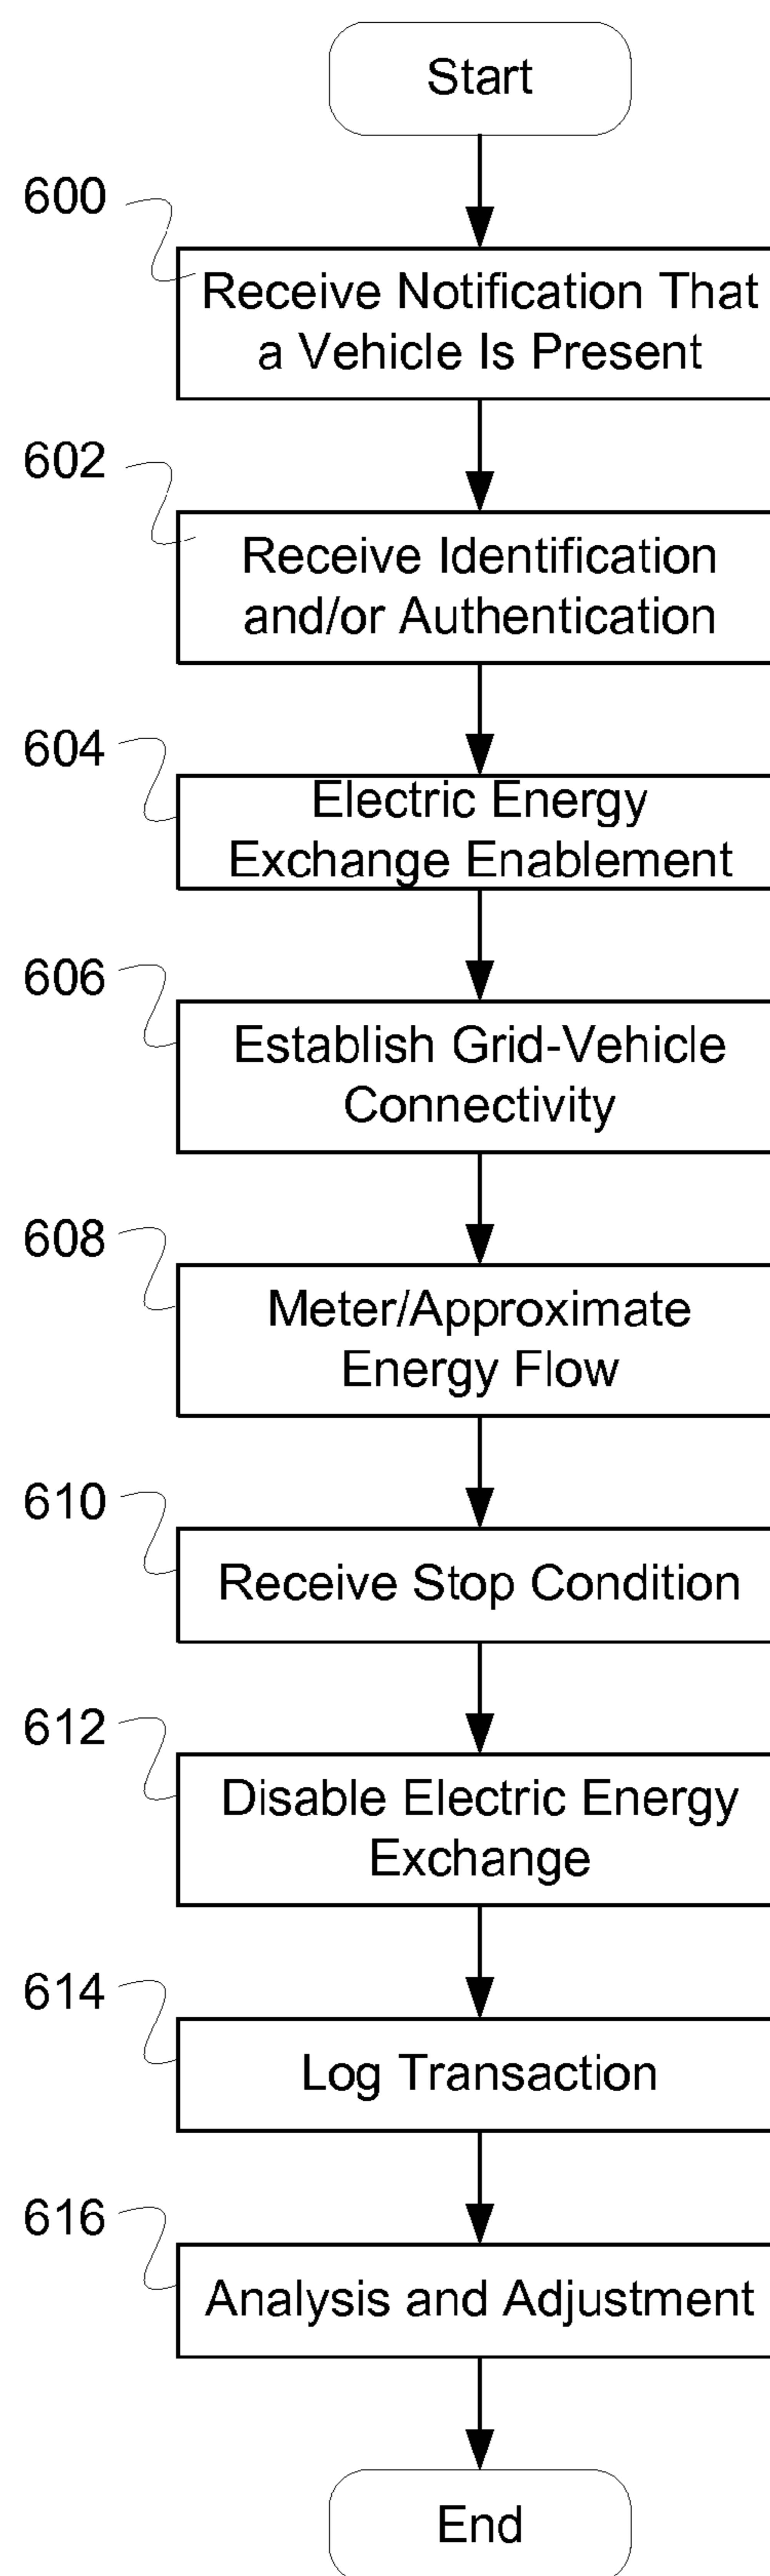 Start
600
Receive Notification That
a Vehicle Is Present
602
Receive Identification
and/or Authentication
604
Electric Energy
Exchange Enablement
606
Establish Grid-Vehicle
Connectivity
608
Meter/Approximate
Energy Flow
610
Receive Stop Condition
612
Disable Electric Energy
Exchange
614
Log Transaction
616
Analysis and Adjustment
End